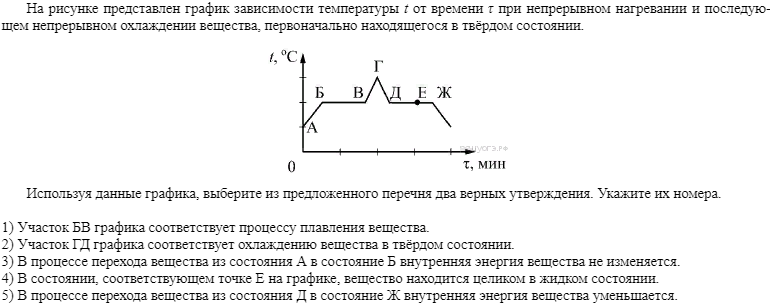 На рисунке представлен график зависимости температуры t от времени τ при непрерывном нагревании и последую-
щем непрерывном охлаждении вещества, первоначально находящегося в твёрдом состоянии.
t, °C
Г
Б В Д Е Ж
А
0 τ, мин
Используя данные графика, выберите из предложенного перечня два верных утверждения. Укажите их номера.
1) Участок БВ графика соответствует процессу плавления вещества.
2) Участок ГД графика соответствует охлаждению вещества в твёрдом состоянии.
3) В процессе перехода вещества из состояния А в состояние Б внутренняя энергия вещества не изменяется.
4) В состоянии, соответствующем точке Е на графике, вещество находится целиком в жидком состоянии.
5) В процессе перехода вещества из состояния Д в состояние Ж внутренняя энергия вещества уменьшается.